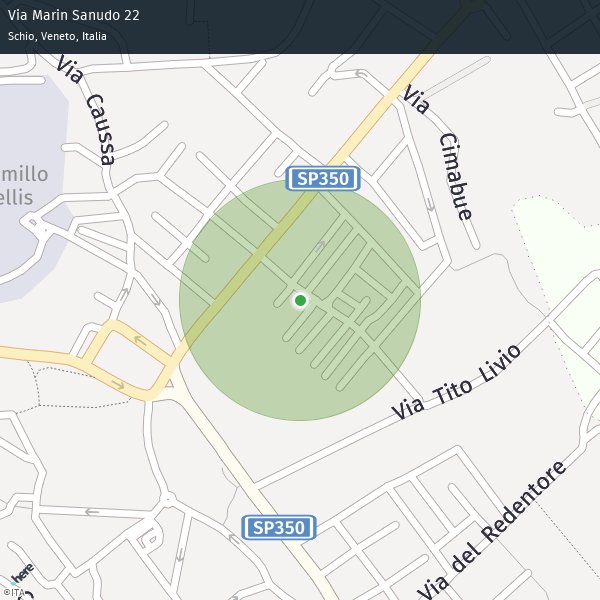 Via Marin Sanudo 22
Schio, Veneto, Italia
Via Caussa
Via Cimabue
millo
ellis
SP350
Via Tito Livio
SP350
Via del Redentore
here
©ITA